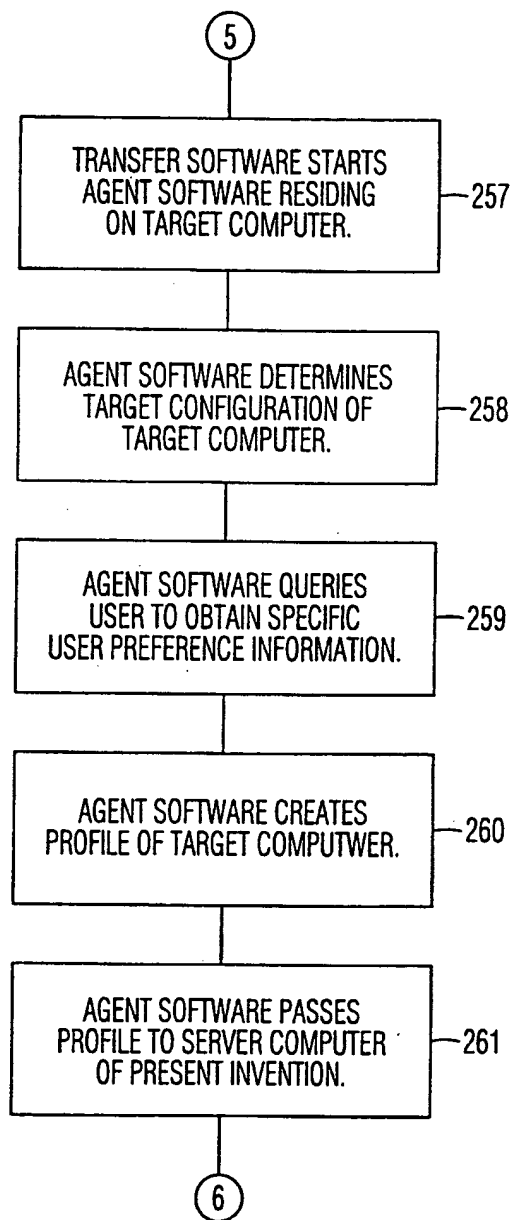 5
TRANSFER SOFTWARE STARTS
AGENT SOFTWARE RESIDING
ON TARGET COMPUTER.
257
AGENT SOFTWARE DETERMINES
TARGET CONFIGURATION OF
TARGET COMPUTER.
258
AGENT SOFTWARE QUERIES
USER TO OBTAIN SPECIFIC
USER PREFERENCE INFORMATION.
259
AGENT SOFTWARE CREATES
PROFILE OF TARGET COMPUTWER.
260
AGENT SOFTWARE PASSES
PROFILE TO SERVER COMPUTER
OF PRESENT INVENTION.
261
6